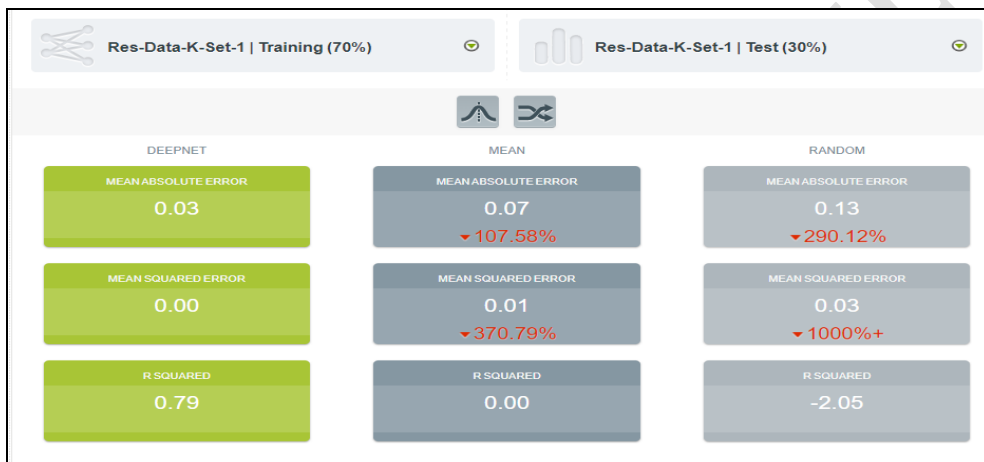 Res-Data-K-Set-1 | Training (70%) Res-Data-K-Set-1 | Test (30%)
DEEPNET MEAN RANDOM
MEAN ABSOLUTE ERROR MEAN ABSOLUTE ERROR MEAN ABSOLUTE ERROR
0.03 0.07 0.13
107.58% 290.12%
MEAN SQUARED ERROR MEAN SQUARED ERROR MEAN SQUARED ERROR
0.00 0.01 0.03
370.79% 1000%+
R SQUARED R SQUARED R SQUARED
0.79 0.00 -2.05